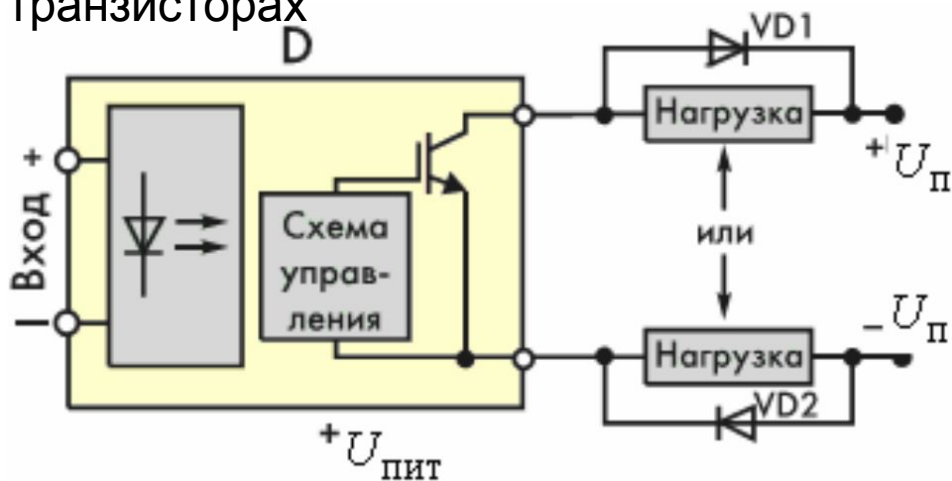 транзисторах
D
VD1
Нагрузка
+
+Uп
Вход
Схема
управ-
ления
или
−
−Uп
Нагрузка
VD2
+Uпит